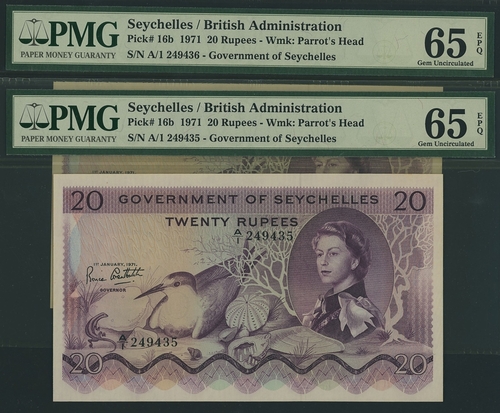 PMG
PAPER MONEY GUARANTY
Seychelles / British Administration
Pick# 16b 1971 20 Rupees - Wmk: Parrot's Head
S/N A/1 249436 - Government of Seychelles
65 EPQ
Gem Uncirculated
PMG
PAPER MONEY GUARANTY
Seychelles / British Administration
Pick# 16b 1971 20 Rupees - Wmk: Parrot's Head
S/N A/1 249435 - Government of Seychelles
65 EPQ
Gem Uncirculated
20 GOVERNMENT OF SEYCHELLES 20
TWENTY RUPEES
A/1 249435
1ST JANUARY, 1971.
GOVERNOR
A/1 249435
20 20